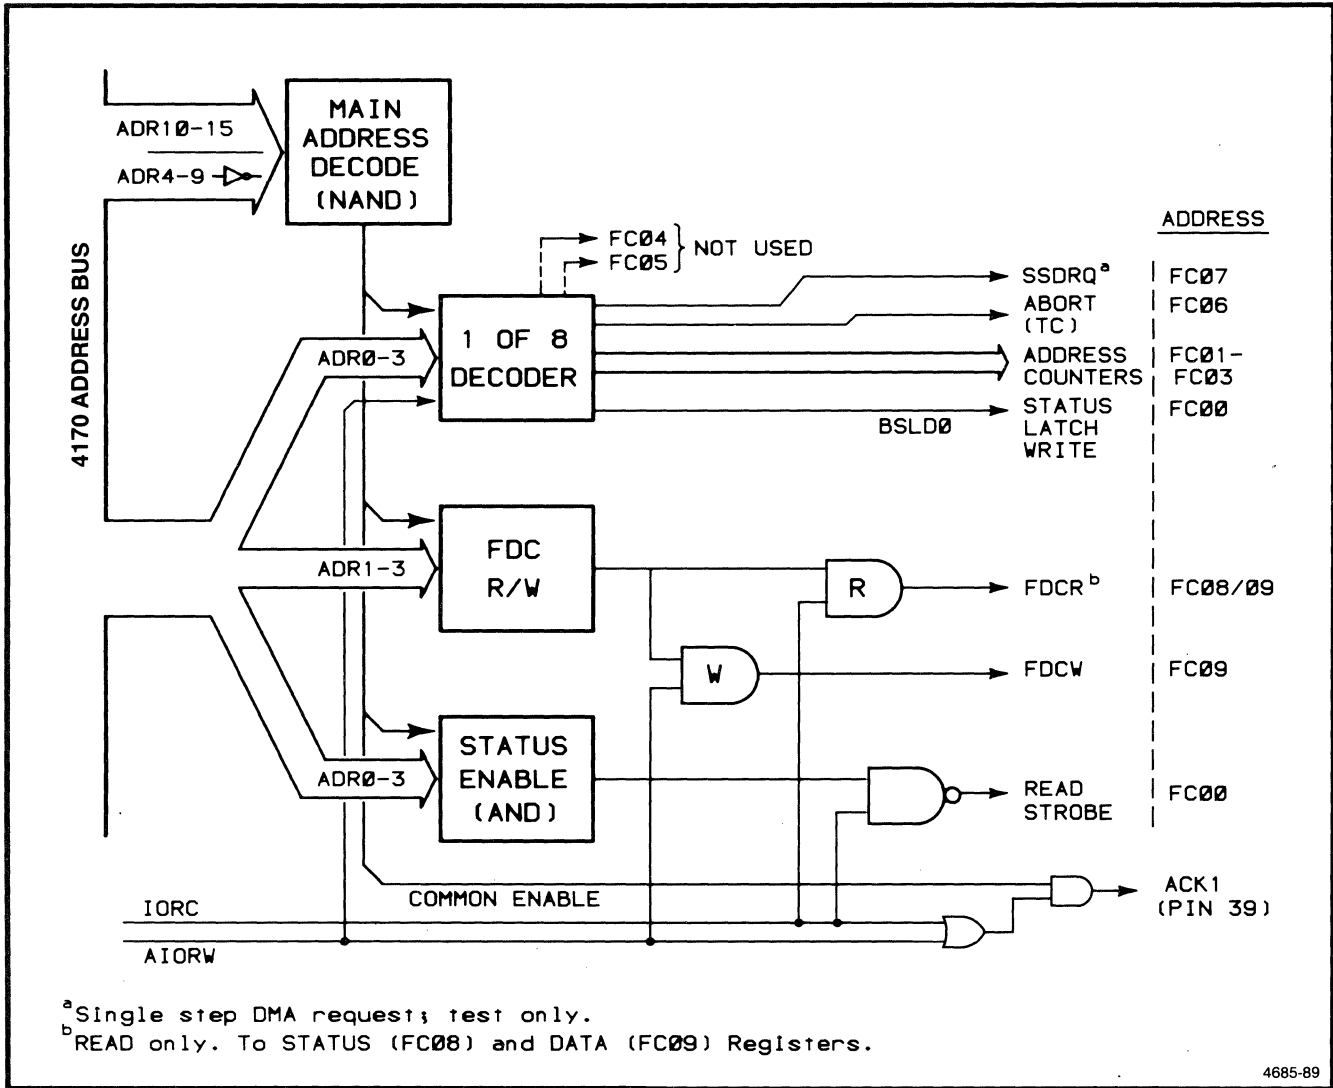 MAIN
ADDRESS
DECODE
(NAND)
ADR10-15
ADR4-9
4170 ADDRESS BUS
FC04
FC05
NOT USED
ADDRESS
1 OF 8
DECODER
ADR0-3
SSDRQ a
FC07
ABORT
(TC)
FC06
ADDRESS
COUNTERS
FC01-
FC03
BSLD0
STATUS
LATCH
WRITE
FC00
FDC
R/W
ADR1-3
R
FDCR b
FC08/09
W
FDCW
FC09
STATUS
ENABLE
(AND)
ADR0-3
READ
STROBE
FC00
COMMON ENABLE
ACK1
(PIN 39)
IORC
AIORW
a Single step DMA request; test only.
b READ only. To STATUS (FC08) and DATA (FC09) Registers.
4685-89